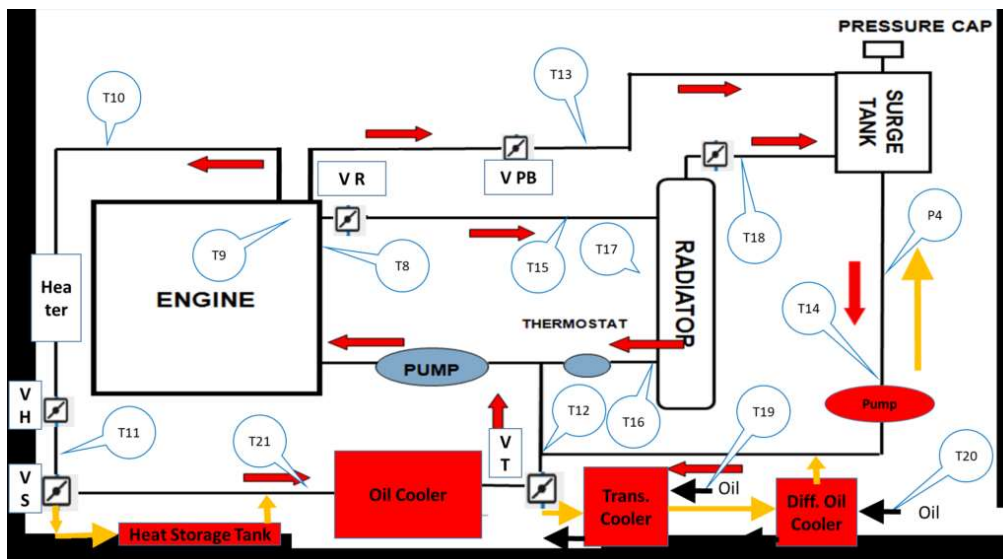 PRESSURE CAP
T13
T10
SURGE
TANK
V R
V PB
P4
T9
T8
T15
T17
T18
RADIATOR
ENGINE
Hea
ter
T14
THERMOSTAT
PUMP
Pump
V
H
T11
T21
V
T
T12
T16
T19
T20
V
S
Oil Cooler
Trans.
Cooler
Oil
Diff. Oil
Cooler
Oil
Heat Storage Tank